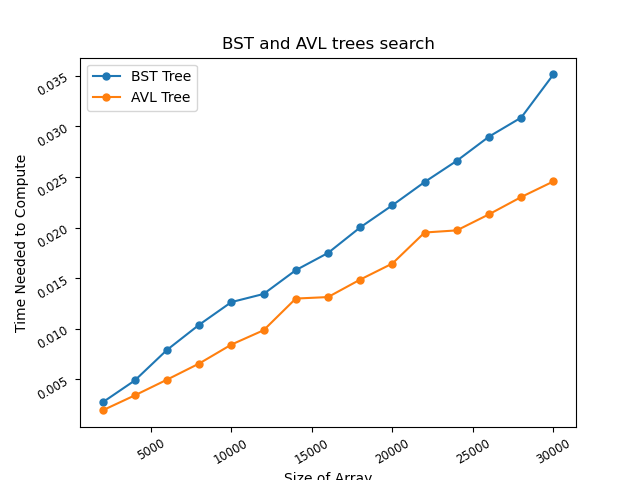 BST and AVL trees search
BST Tree
AVL Tree
Time Needed to Compute
0.035
0.030
0.025
0.020
0.015
0.010
0.005
5000
10000
15000
20000
25000
30000
Size of Array